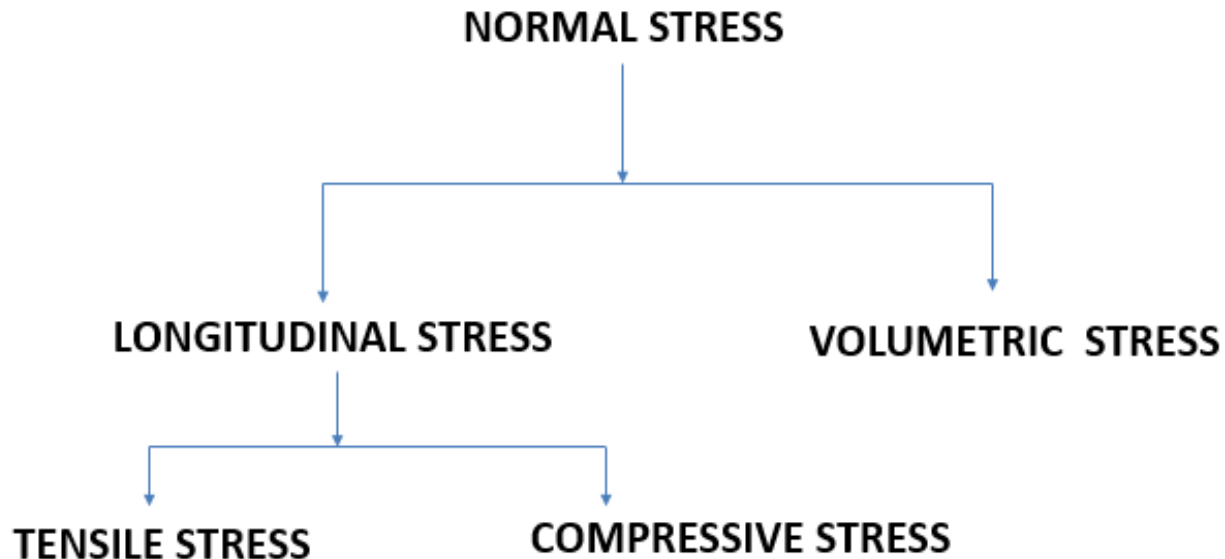 NORMAL STRESS
LONGITUDINAL STRESS
VOLUMETRIC  STRESS
TENSILE STRESS
COMPRESSIVE STRESS